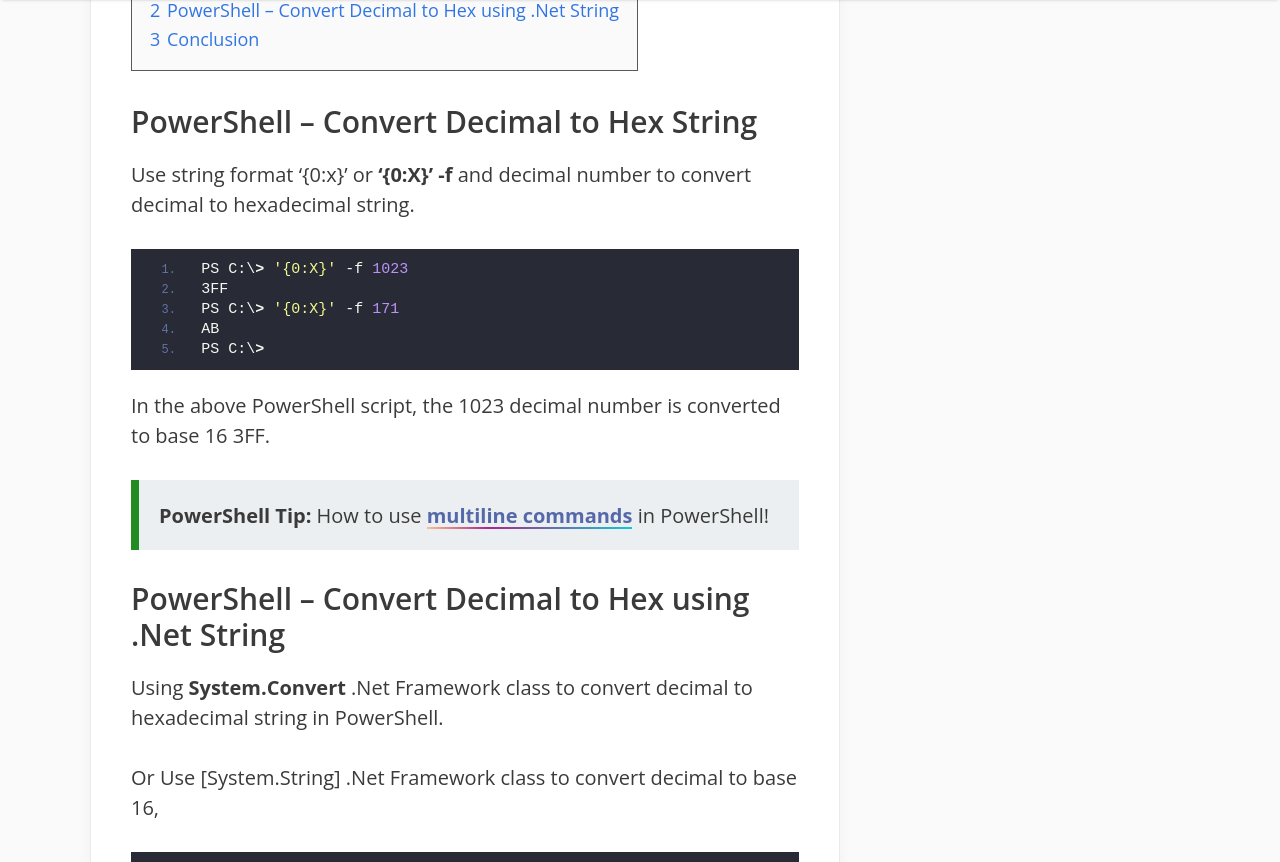 2 PowerShell – Convert Decimal to Hex using .Net String
3 Conclusion
PowerShell – Convert Decimal to Hex String
Use string format ‘{0:x}’ or ‘{0:X}’ -f and decimal number to convert
decimal to hexadecimal string.
1. PS C:\> '{0:X}' -f 1023
2. 3FF
3. PS C:\> '{0:X}' -f 171
4. AB
5. PS C:\>
In the above PowerShell script, the 1023 decimal number is converted
to base 16 3FF.
PowerShell Tip: How to use multiline commands in PowerShell!
PowerShell – Convert Decimal to Hex using
.Net String
Using System.Convert .Net Framework class to convert decimal to
hexadecimal string in PowerShell.
Or Use [System.String] .Net Framework class to convert decimal to base
16,